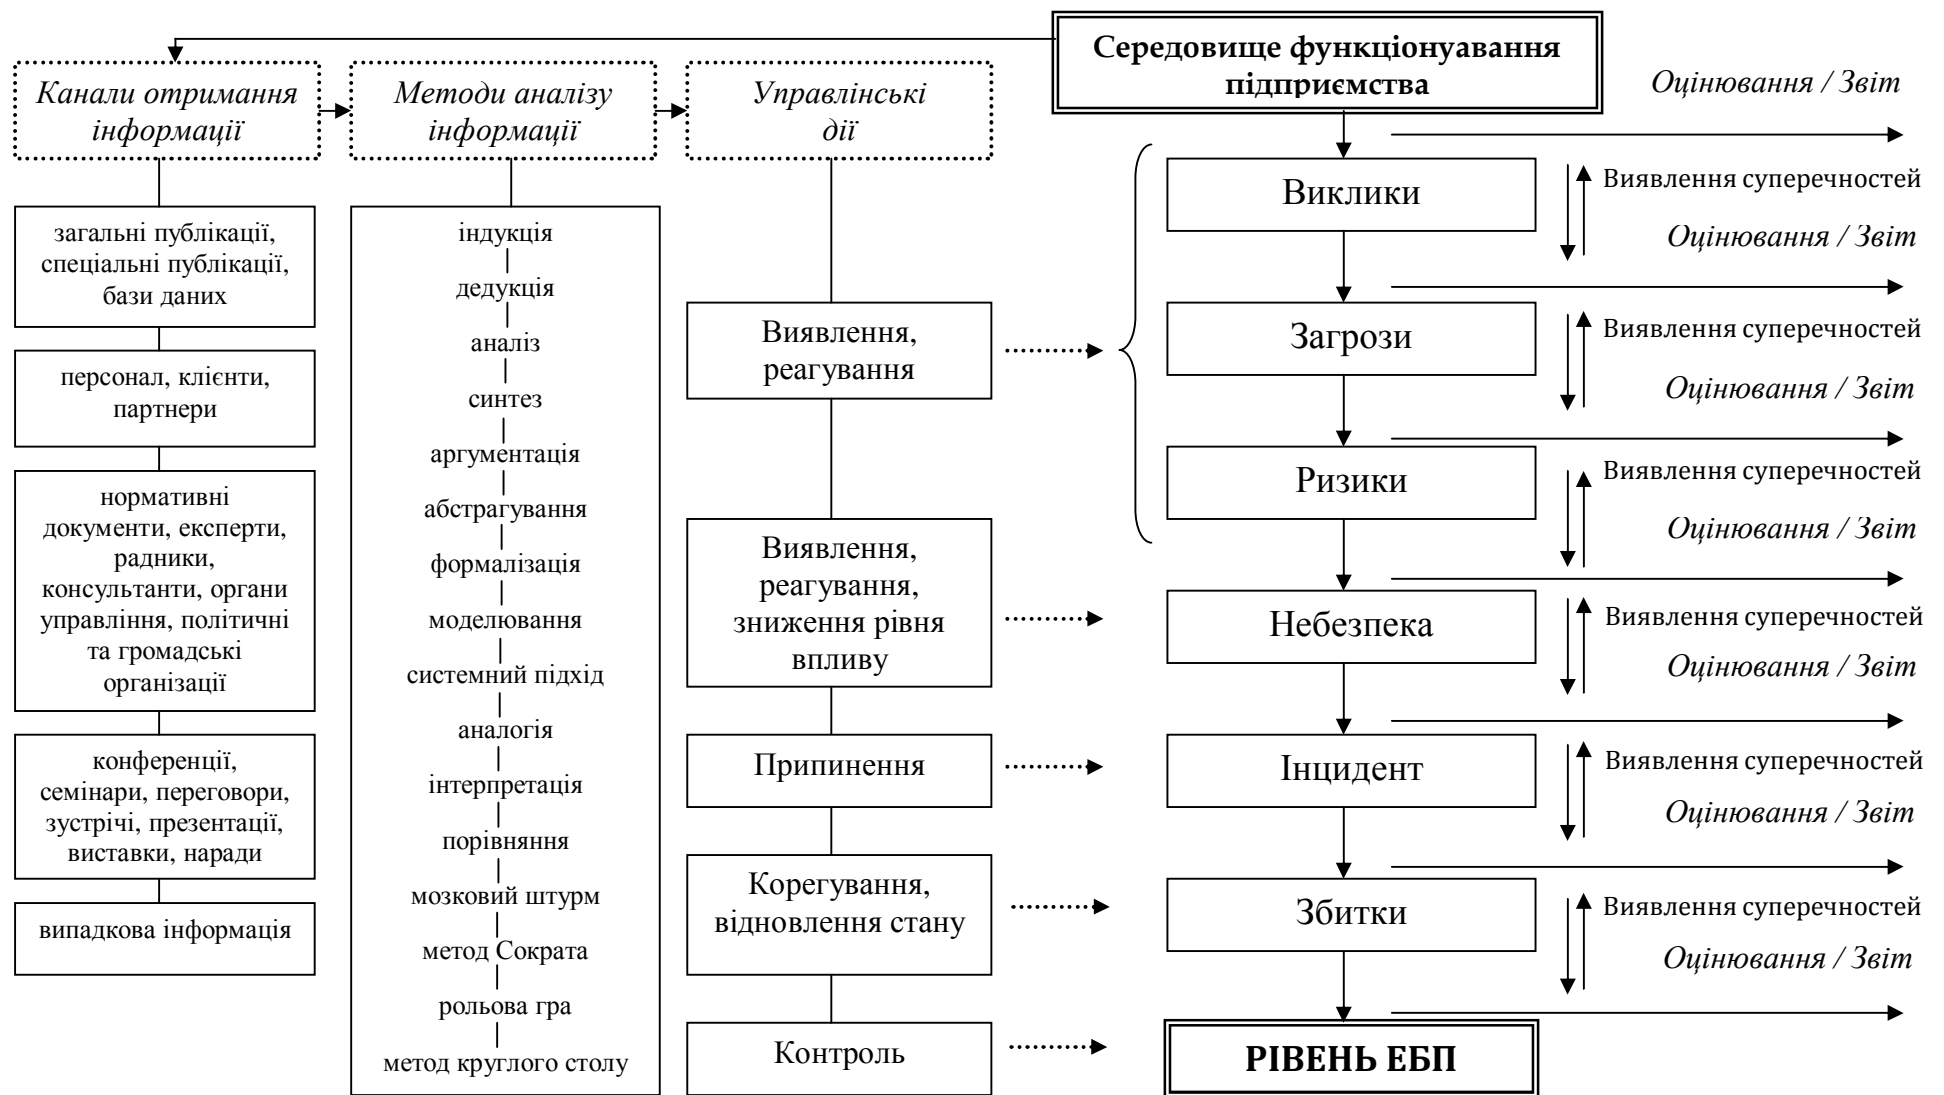 Середовище функціонуавання
підприємства
Оцінювання / Звіт
Канали отримання
інформації
Методи аналізу
інформації
Управлінські
дії
загальні публікації,
спеціальні публікації,
бази даних
персонал, клієнти,
партнери
нормативні
документи, експерти,
радники,
консультанти, органи
управління, політичні
та громадські
організації
конференції,
семінари, переговори,
зустрічі, презентації,
виставки, наради
випадкова інформація
індукція
дедукція
аналіз
синтез
аргументація
абстрагування
формалізація
моделювання
системний підхід
аналогія
інтерпретація
порівняння
мозковий штурм
метод Сократа
рольова гра
метод круглого столу
Виявлення,
реагування
Виявлення,
реагування,
зниження рівня
впливу
Припинення
Корегування,
відновлення стану
Контроль
Виклики
Виявлення суперечностей
Оцінювання / Звіт
Загрози
Виявлення суперечностей
Оцінювання / Звіт
Ризики
Виявлення суперечностей
Оцінювання / Звіт
Небезпека
Виявлення суперечностей
Оцінювання / Звіт
Інцидент
Виявлення суперечностей
Оцінювання / Звіт
Збитки
Виявлення суперечностей
Оцінювання / Звіт
РІВЕНЬ ЕБП